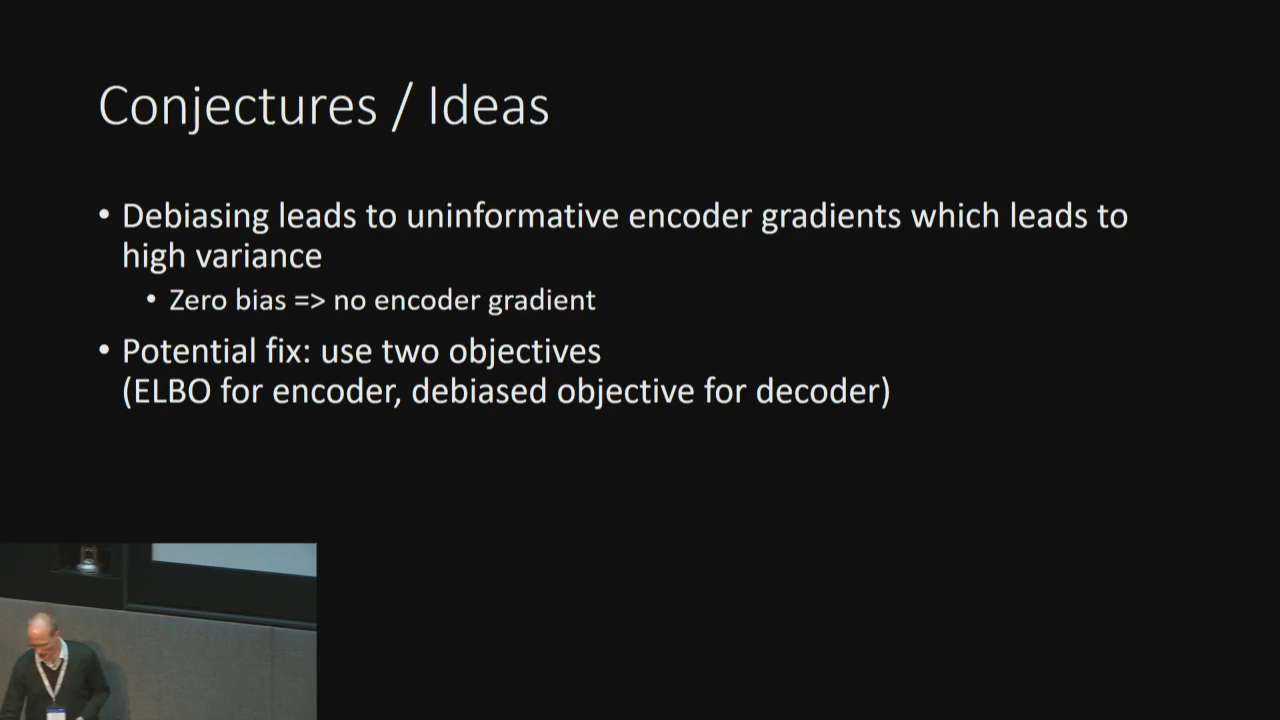 Conjectures / Ideas
• Debiasing leads to uninformative encoder gradients which leads to
high variance
• Zero bias => no encoder gradient
• Potential fix: use two objectives
(ELBO for encoder, debiased objective for decoder)